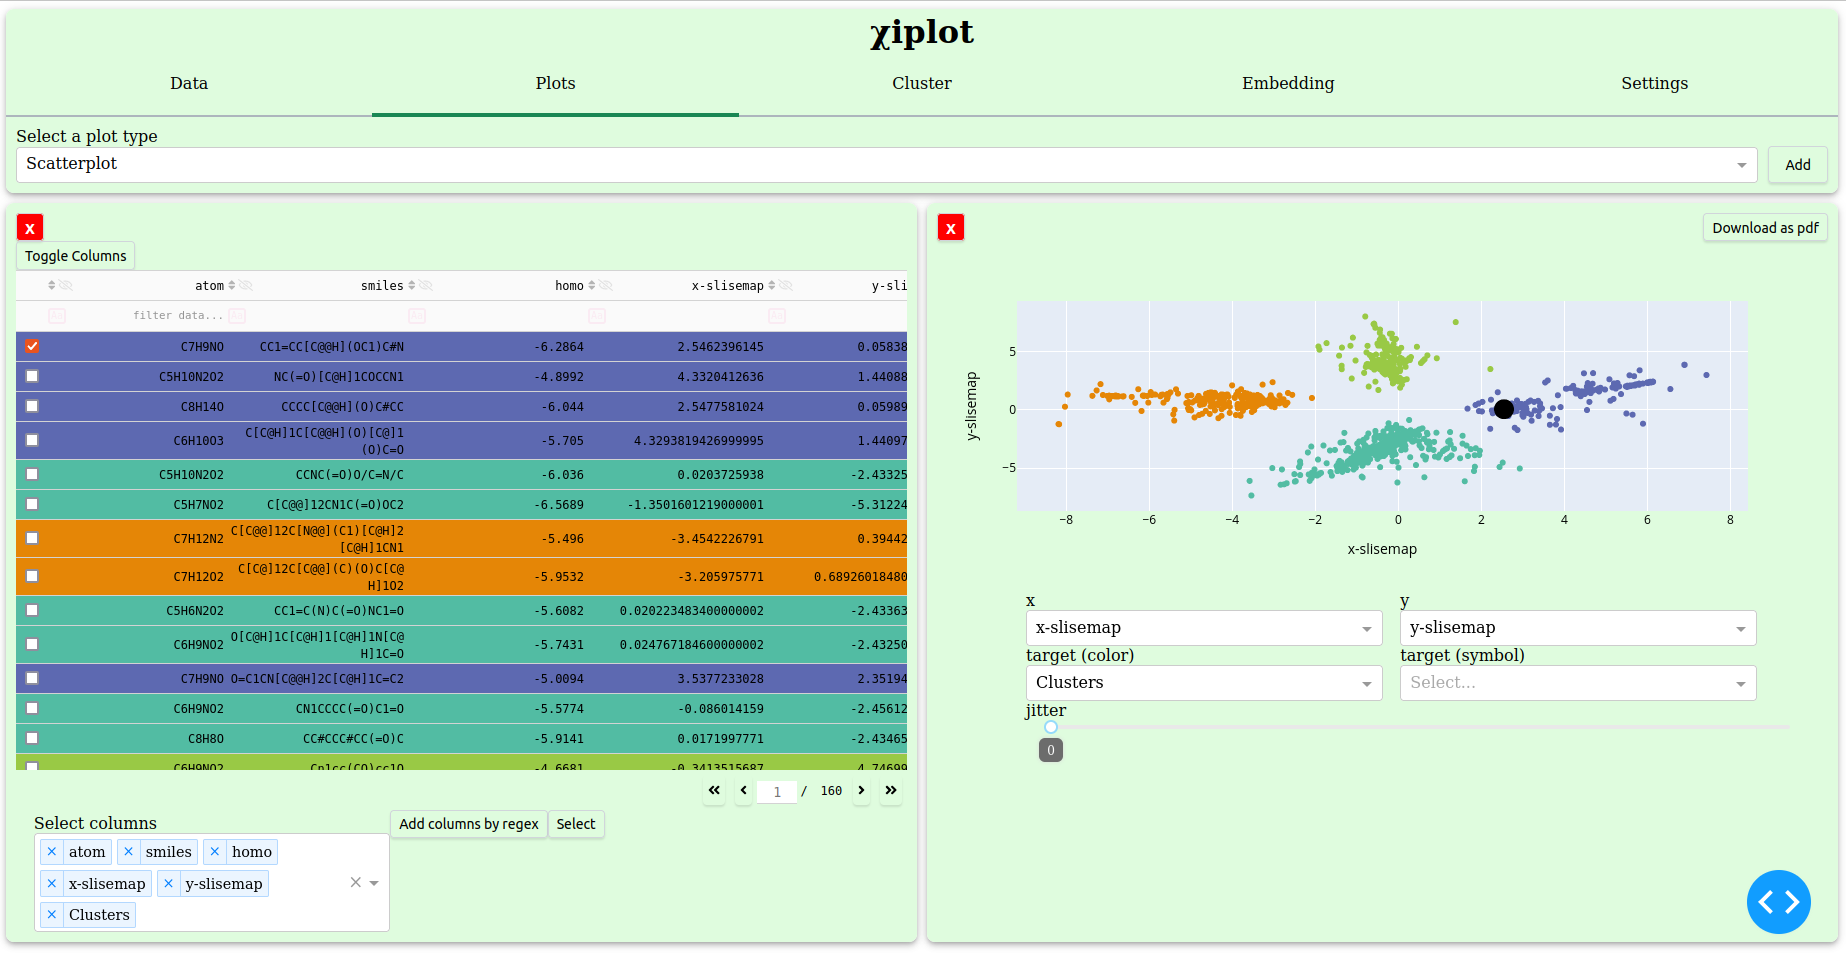 χiplot
Data Plots Cluster Embedding Settings
Select a plot type
Scatterplot
Add
X
Toggle Columns
atom smiles homo x-slisemap y-sli
filter data...
C7H9NO CC1=CC[C@@H](OC1)C#N -6.2864 2.5462396145 0.05838
C5H10N2O2 NC(=O)[C@H]1COCCN1 -4.8992 4.3320412636 1.44088
C8H14O CCCC[C@@H](O)C#CC -6.044 2.5477581024 0.05989
C6H10O3 C[C@H]1C[C@@H](O)[C@]1
(O)C=O -5.705 4.3293819426999995 1.44097
C5H10N2O2 CCNC(=O)O/C=N/C -6.036 0.0203725938 -2.43325
C5H7NO2 C[C@@]12CN1C(=O)OC2 -6.5689 -1.3501601219000001 -5.31224
C7H12N2 C[C@@]12C[N@@](C1)[C@H]2
[C@H]1CN1 -5.496 -3.4542226791 0.39442
C7H12O2 C[C@]12C[C@@](C)(O)C[C@
H]1O2 -5.9532 -3.205975771 0.68926018480
C5H6N2O2 CC1=C(N)C(=O)NC1=O -5.6082 0.020223483400000002 -2.43363
C6H9NO2 O[C@H]1C[C@H]1[C@H]1N[C@
H]1C=O -5.7431 0.024767184600000002 -2.43250
C7H9NO O=C1CN[C@@H]2C[C@H]1C=C2 -5.0094 3.5377233028 2.35194
C6H9NO2 CN1CCCC(=O)C1=O -5.5774 -0.086014159 -2.45612
C8H8O CC#CCC#CC(=O)C -5.9141 0.0171997771 -2.43465
C6H9NO2 Cn1cc(CO)cc1O -4.6681 -0.3413515687 4.74699
1 / 160
Select columns
Add columns by regex
Select
× atom × smiles × homo
× x-slisemap × y-slisemap
× Clusters
X
Download as pdf
y-slisemap
5
0
−5
−8 −6 −4 −2 0 2 4 6 8
x-slisemap
x y
x-slisemap y-slisemap
target (color) target (symbol)
Clusters Select...
jitter
0